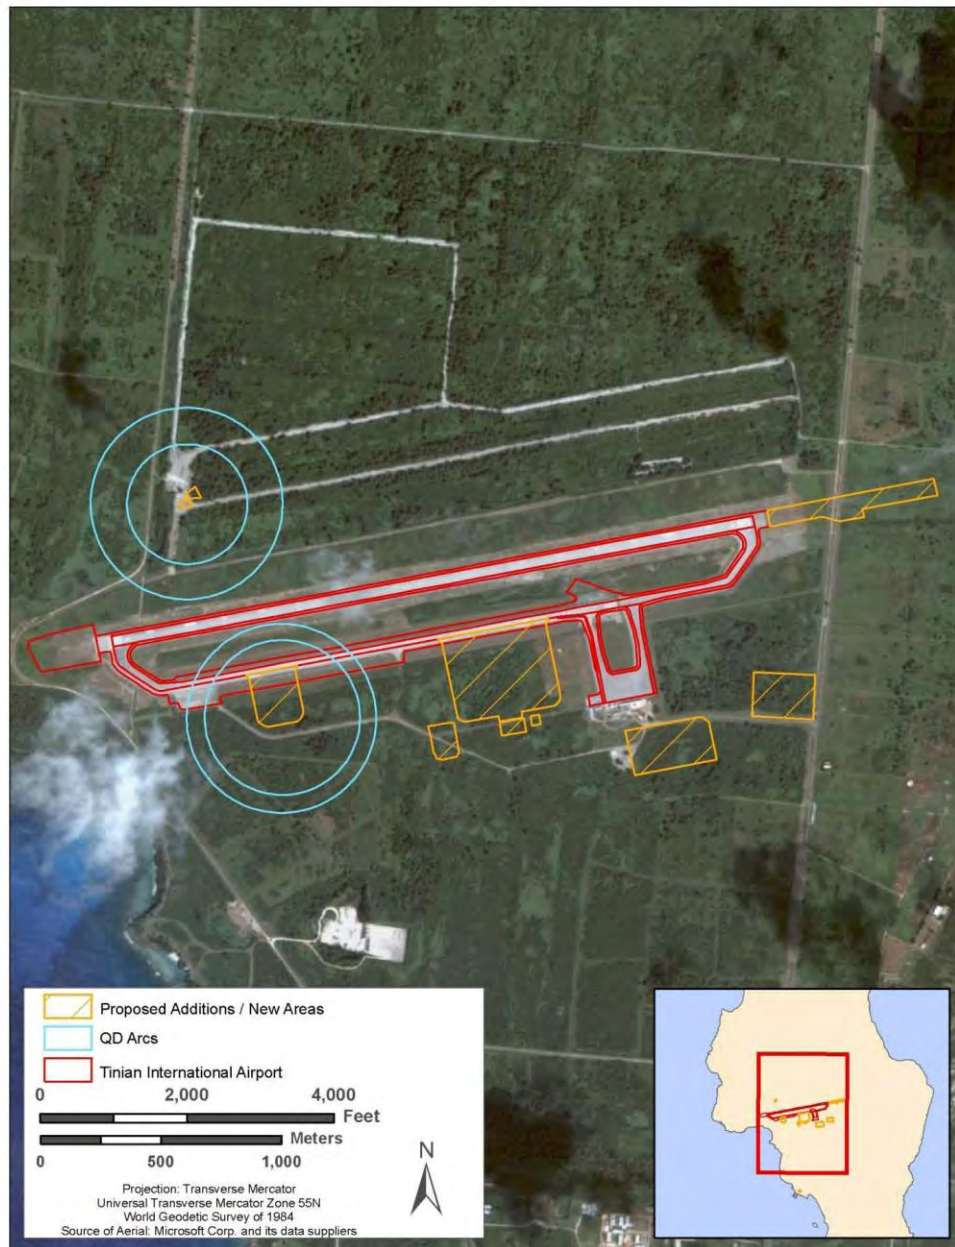 Proposed Additions / New Areas
QD Arcs
Tinian International Airport
0 2,000 4,000
Feet
Meters
0 500 1,000
N
Projection: Transverse Mercator
Universal Transverse Mercator Zone 55N
World Geodetic Survey of 1984
Source of Aerial: Microsoft Corp. and its data suppliers